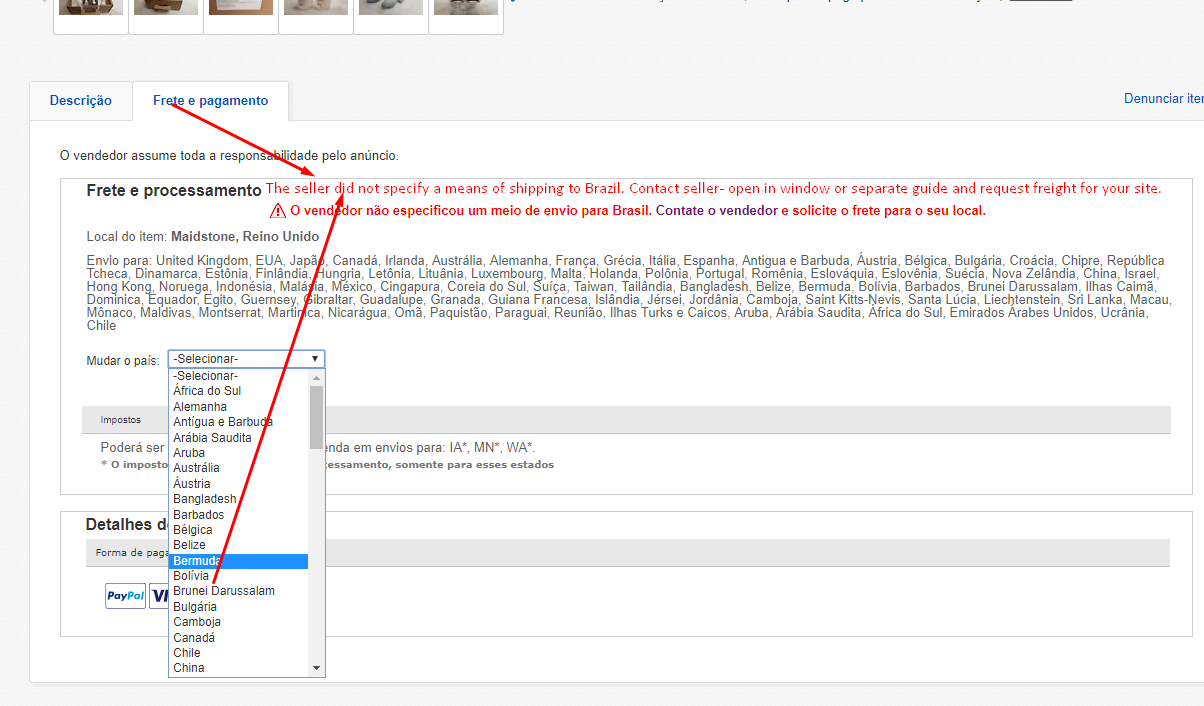 Descrição
Frete e pagamento
Denunciar iter
O vendedor assume toda a responsabilidade pelo anúncio.
Frete e processamento The seller did not specify a means of shipping to Brazil. Contact seller- open in window or separate guide and request freight for your site.
O vendedor não especificou um meio de envio para Brasil. Contate o vendedor e solicite o frete para o seu local.
Local do item: Maidstone, Reino Unido
Envio para: United Kingdom, EUA, Japão, Canadá, Irlanda, Austrália, Alemanha, França, Grécia, Itália, Espanha, Antigua e Barbuda, Áustria, Bélgica, Bulgária, Croácia, Chipre, República
Tcheca, Dinamarca, Estônia, Finlândia, Hungria, Letônia, Lituânia, Luxembourg, Malta, Holanda, Polônia, Portugal, Romênia, Eslováquia, Eslovênia, Suécia, Nova Zelândia, China, Israel,
Hong Kong, Noruega, Indonésia, Malásia, México, Cingapura, Coreia do Sul, Suíça, Taiwan, Tailândia, Bangladesh, Belize, Bermuda, Bolívia, Barbados, Brunei Darussalam, Ilhas Caimã,
Dominica, Equador, Egito, Guernsey, Gibraltar, Guadalupe, Granada, Guiana Francesa, Islândia, Jérsei, Jordânia, Camboja, Saint Kitts-Nevis, Santa Lúcia, Liechtenstein, Sri Lanka, Macau,
Mônaco, Maldivas, Montserrat, Martinica, Nicarágua, Omã, Paquistão, Paraguai, Reunião, Ilhas Turks e Caicos, Aruba, Arábia Saudita, África do Sul, Emirados Árabes Unidos, Ucrânia,
Chile
Mudar o país: -Selecionar-
-Selecionar-
África do Sul
Alemanha
Antígua e Barbuda
Arábia Saudita
Aruba
Austrália
Áustria
Bangladesh
Barbados
Bélgica
Belize
Bermuda
Bolívia
Brunei Darussalam
Bulgária
Camboja
Canadá
Chile
China
Impostos
Poderá ser enda em envios para: IA*, MN*, WA*.
* O imposto cessamento, somente para esses estados
Detalhes d
Forma de paga
PayPal VI